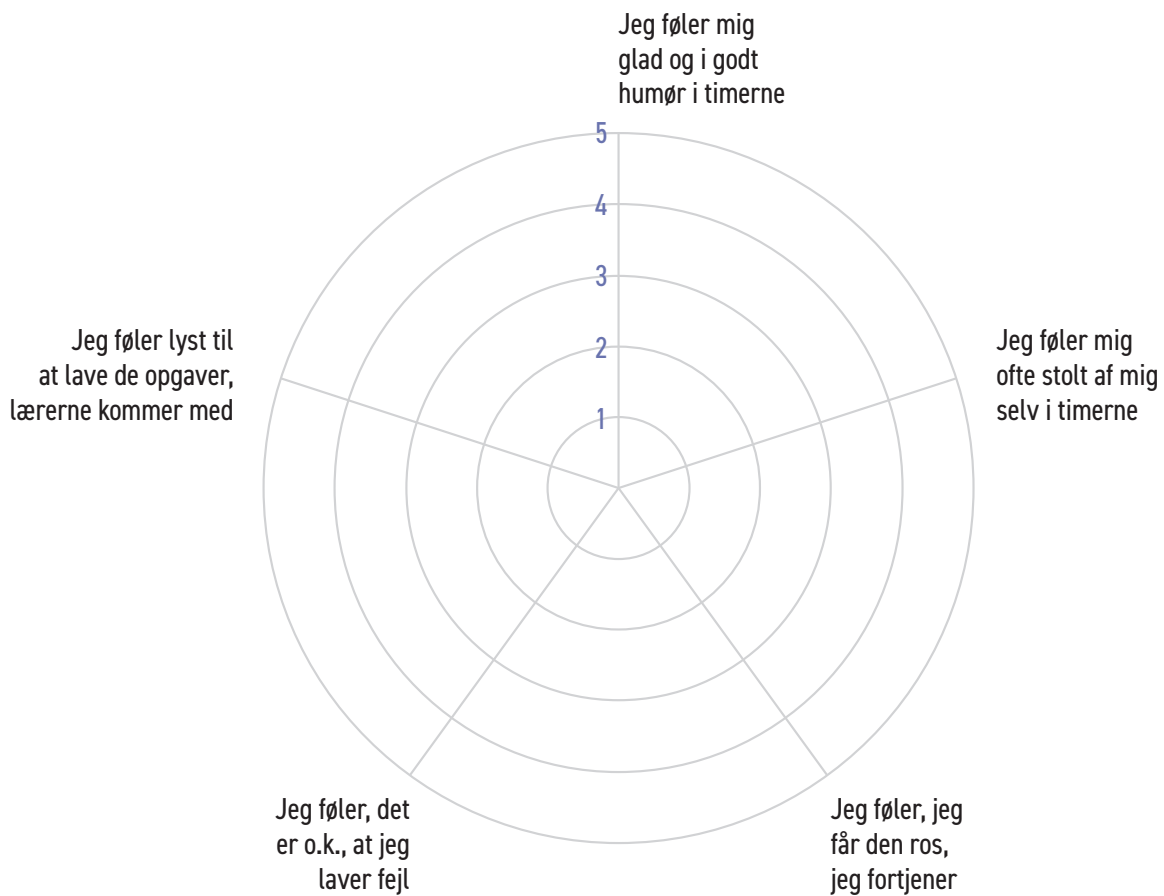 Jeg føler mig
glad og i godt
humør i timerne
5
4
3
2
1
Jeg føler lyst til
at lave de opgaver,
lærerne kommer med
Jeg føler mig
ofte stolt af mig
selv i timerne
Jeg føler, det
er o.k., at jeg
laver fejl
Jeg føler, jeg
får den ros,
jeg fortjener